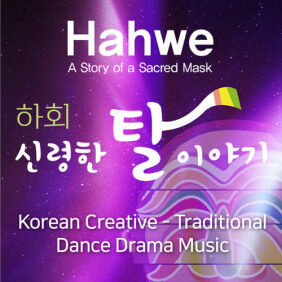 Hahwe
A Story of a Sacred Mask
하회
신령한 탈 이야기
Korean Creative - Traditional
Dance Drama Music